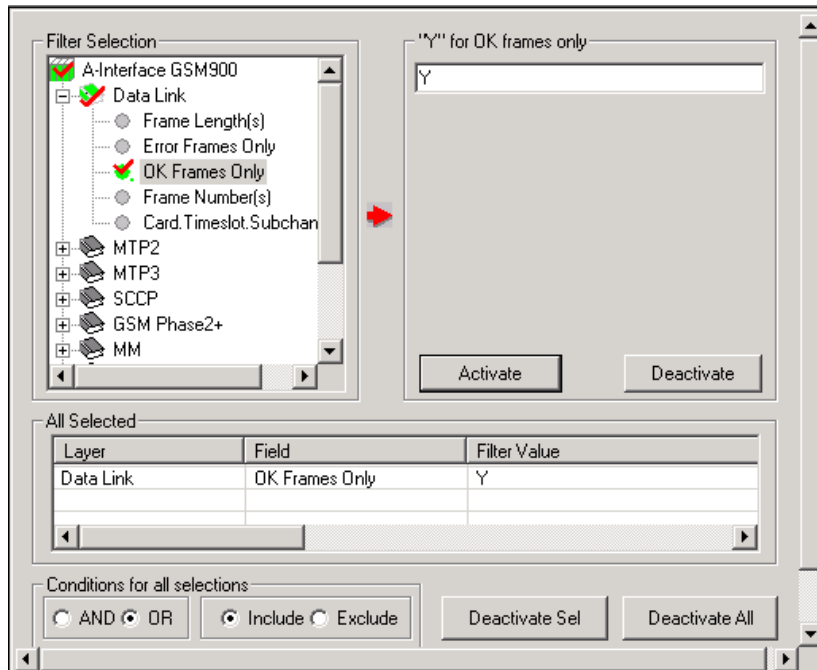 Filter Selection
A-Interface GSM900
Data Link
Frame Length(s)
Error Frames Only
OK Frames Only
Frame Number(s)
Card.Timeslot.Subchan
MTP2
MTP3
SCCP
GSM Phase2+
MM
"Y" for OK frames only
Y
Activate Deactivate
All Selected
Layer Field Filter Value
Data Link OK Frames Only Y
Conditions for all selections
AND OR Include Exclude Deactivate Sel Deactivate All